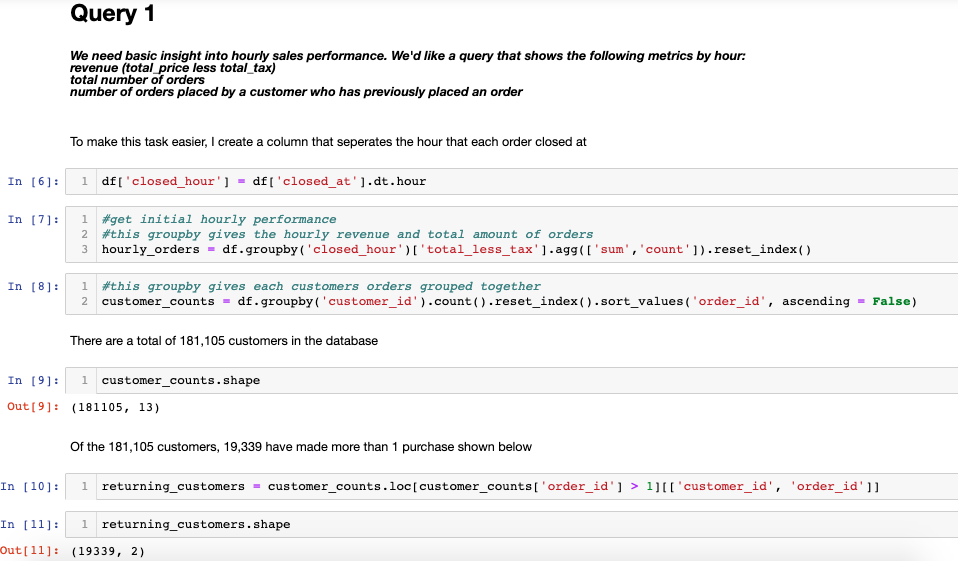 Query 1
We need basic insight into hourly sales performance. We'd like a query that shows the following metrics by hour:
revenue (total_price less total_tax)
total number of orders
number of orders placed by a customer who has previously placed an order
To make this task easier, I create a column that seperates the hour that each order closed at
In [6]: 1 df['closed_hour'] = df['closed_at'].dt.hour
In [7]: 1 #get initial hourly performance
2 #this groupby gives the hourly revenue and total amount of orders
3 hourly_orders = df.groupby('closed_hour')['total_less_tax'].agg(['sum','count']).reset_index()
In [8]: 1 #this groupby gives each customers orders grouped together
2 customer_counts = df.groupby('customer_id').count().reset_index().sort_values('order_id', ascending = False)
There are a total of 181,105 customers in the database
In [9]: 1 customer_counts.shape
Out[9]: (181105, 13)
Of the 181,105 customers, 19,339 have made more than 1 purchase shown below
In [10]: 1 returning_customers = customer_counts.loc[customer_counts['order_id'] > 1][['customer_id', 'order_id']]
In [11]: 1 returning_customers.shape
Out[11]: (19339, 2)